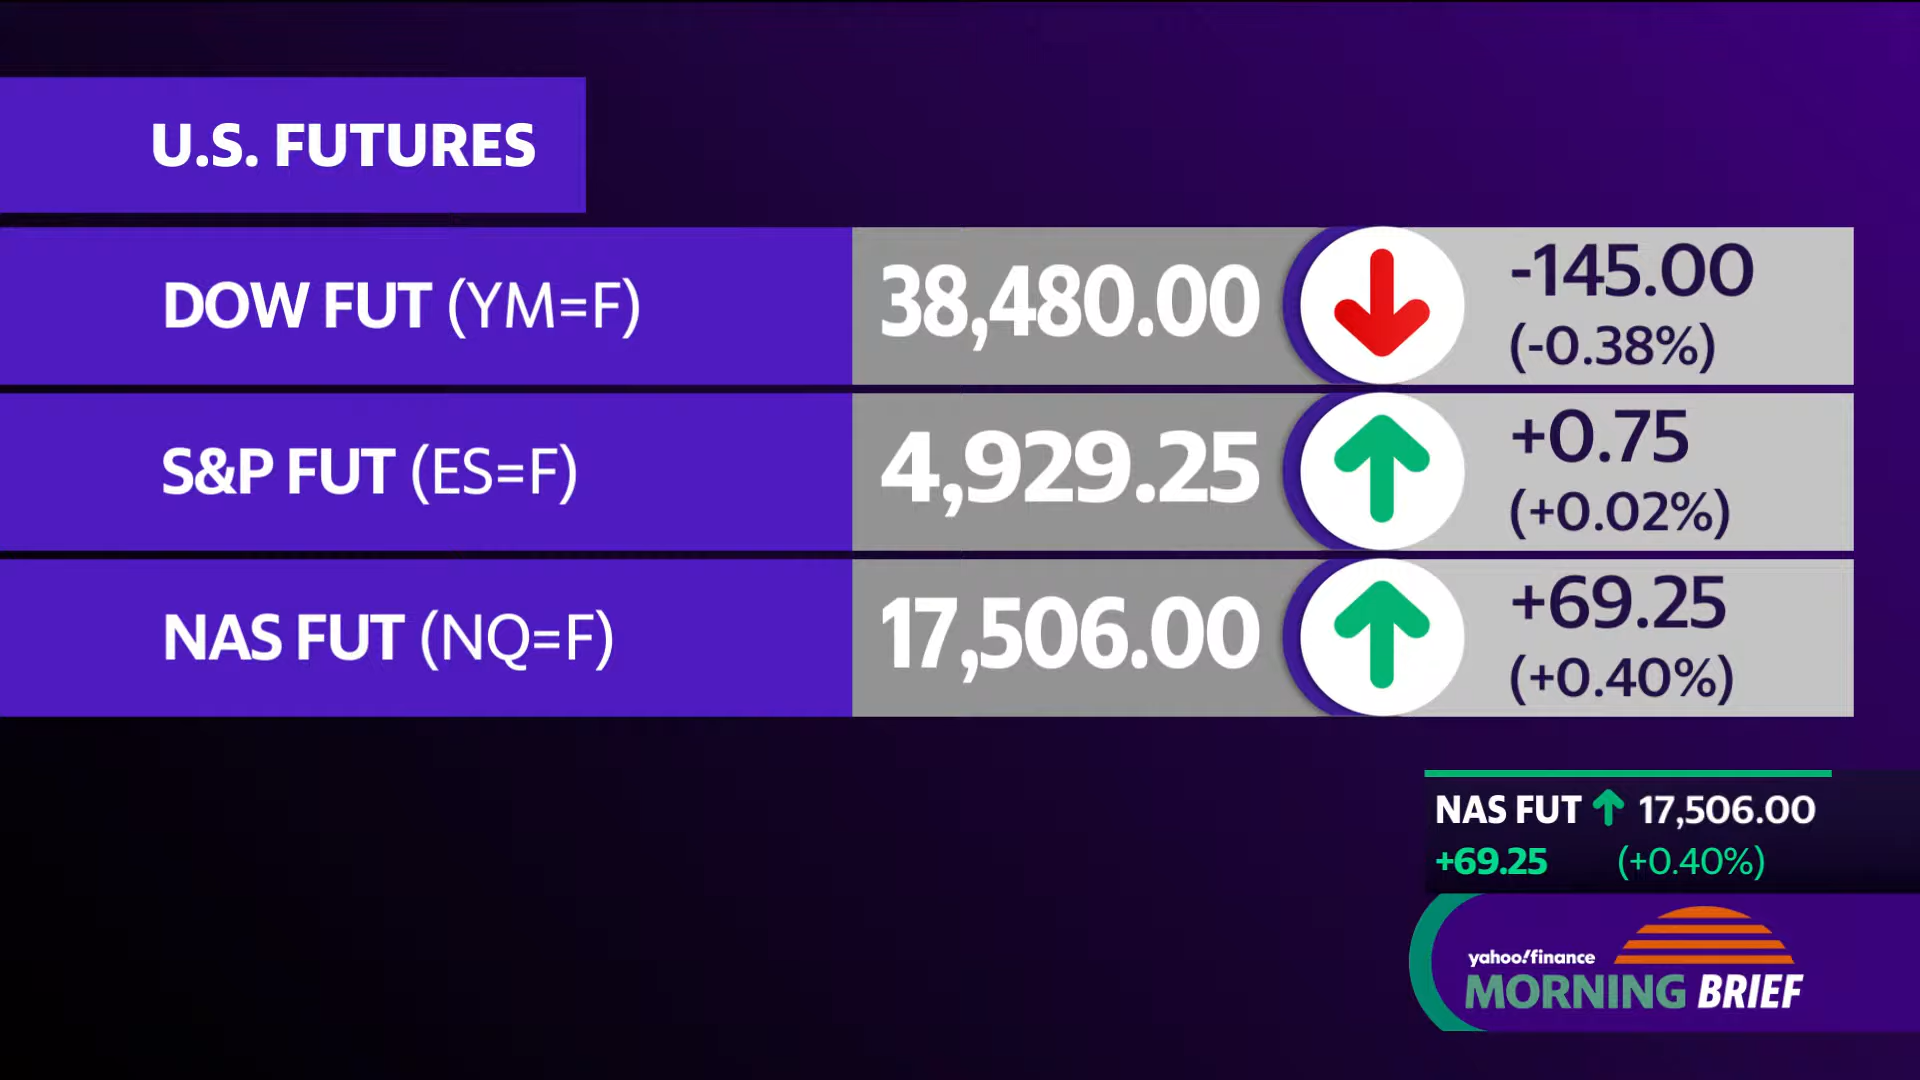 U.S. FUTURES
DOW FUT (YM=F) 38,480.00 -145.00
(-0.38%)
S&P FUT (ES=F) 4,929.25 +0.75
(+0.02%)
NAS FUT (NQ=F) 17,506.00 +69.25
(+0.40%)
NAS FUT 17,506.00
+69.25 (+0.40%)
yahoo!finance
MORNING BRIEF